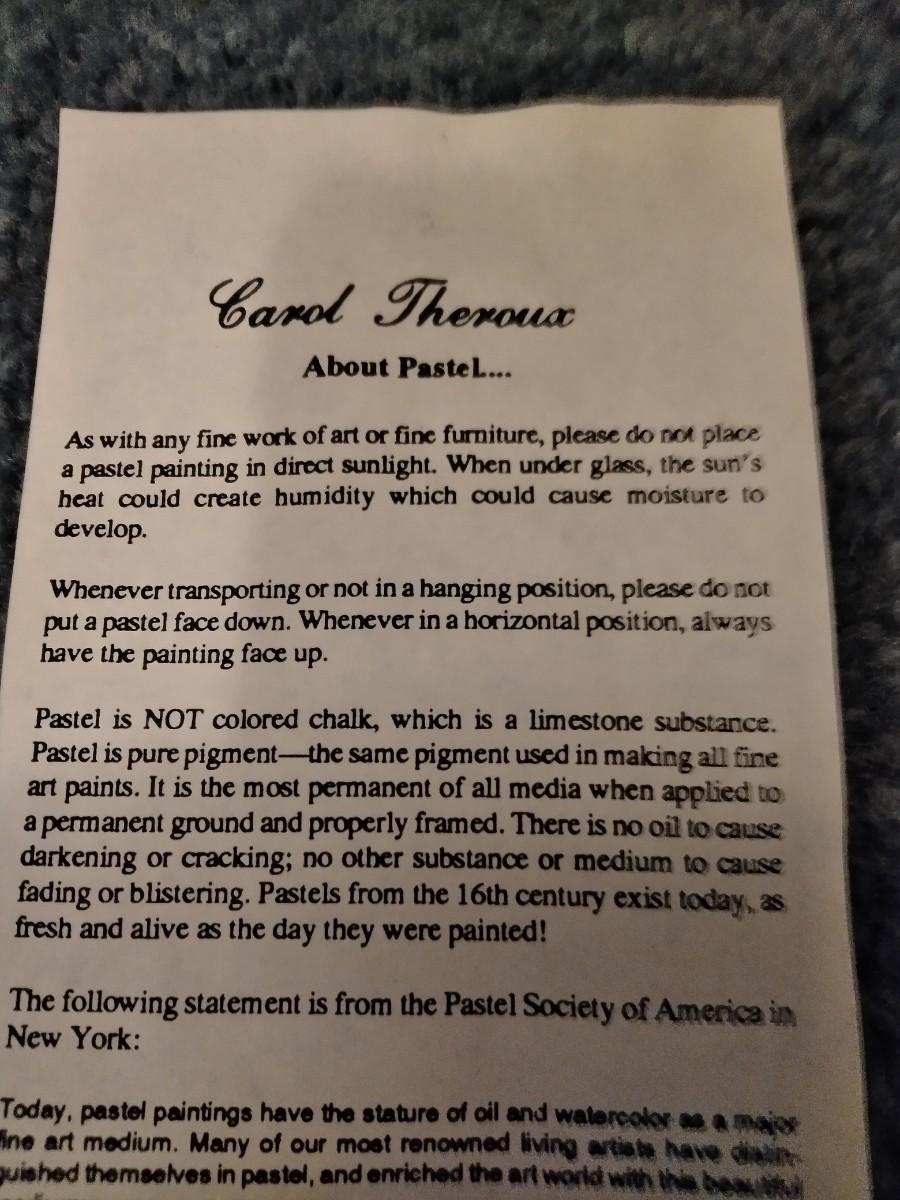 Carol Theroux
About Pastel....
As with any fine work of art or fine furniture, please do not place
a pastel painting in direct sunlight. When under glass, the sun's
heat could create humidity which could cause moisture to
develop.
Whenever transporting or not in a hanging position, please do not
put a pastel face down. Whenever in a horizontal position, always
have the painting face up.
Pastel is NOT colored chalk, which is a limestone substance.
Pastel is pure pigment—the same pigment used in making all fine
art paints. It is the most permanent of all media when applied to
a permanent ground and properly framed. There is no oil to cause
darkening or cracking; no other substance or medium to cause
fading or blistering. Pastels from the 16th century exist today, as
fresh and alive as the day they were painted!
The following statement is from the Pastel Society of America in
New York:
Today, pastel paintings have the stature of oil and watercolor as a major
fine art medium. Many of our most renowned living artists have distin-
guished themselves in pastel, and enriched the art world with this beautiful